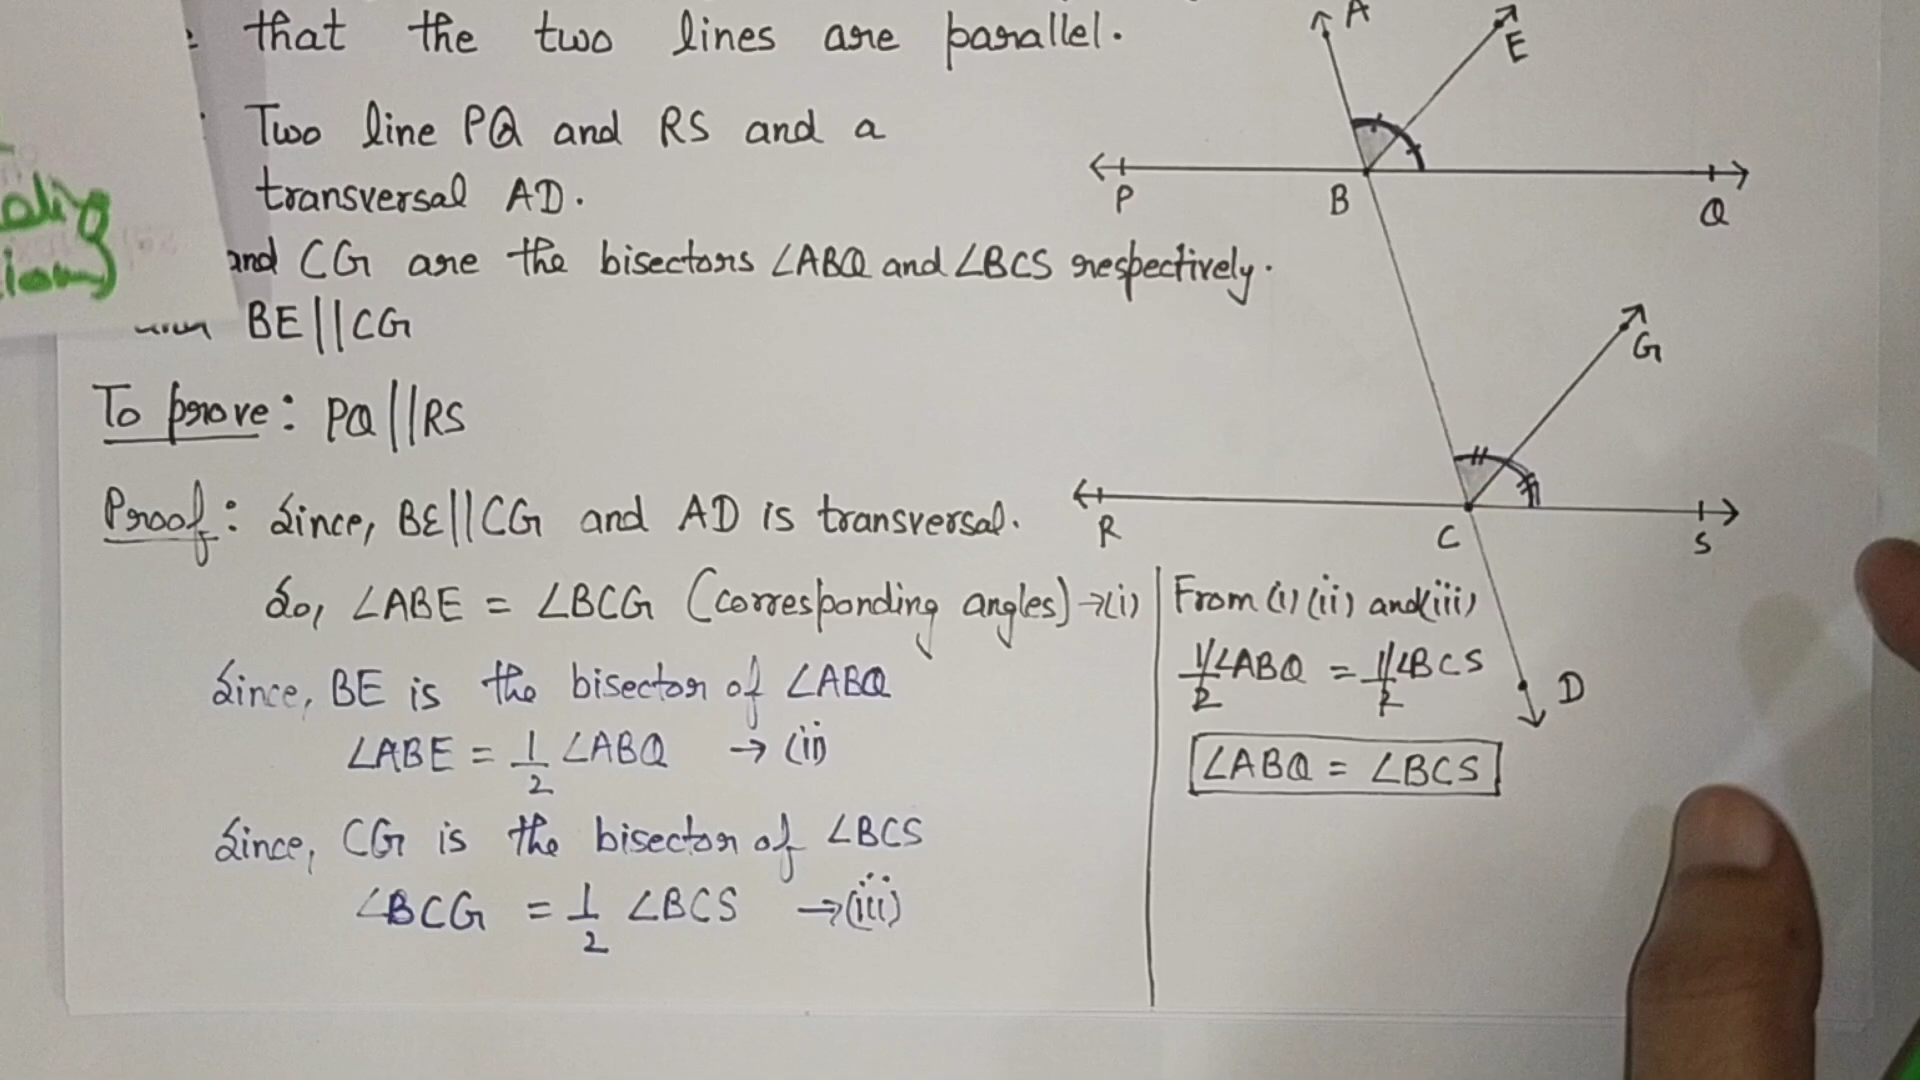 that the two lines are parallel.
Two line PQ and RS and a
transversal AD.
and CG are the bisectors ∠ABQ and ∠BCS respectively.
BE||CG
To prove: PQ||RS
Proof: Since, BE||CG and AD is transversal.
So, ∠ABE = ∠BCG (corresponding angles) →(i)
Since, BE is the bisector of ∠ABQ
∠ABE = 1/2 ∠ABQ → (ii)
Since, CG is the bisector of ∠BCS
∠BCG = 1/2 ∠BCS →(iii)
From (i) (ii) and (iii)
1/2 ∠ABQ = 1/2 ∠BCS
∠ABQ = ∠BCS
A
E
P
B
Q
G
R
C
S
D